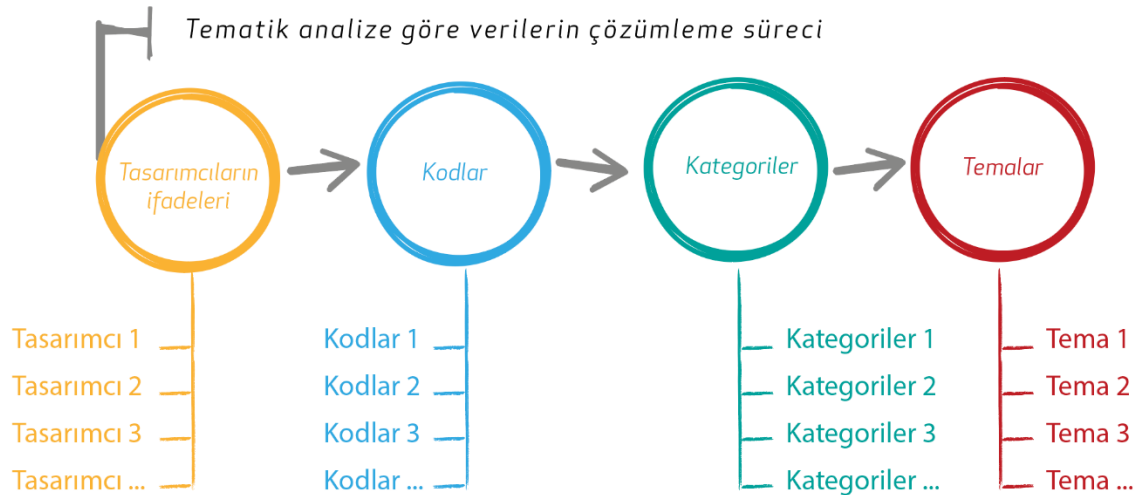 Tematik analize göre verilerin çözümleme süreci
Tasarımcıların
ifadeleri
Kodlar
Kategoriler
Temalar
Tasarımcı 1
Tasarımcı 2
Tasarımcı 3
Tasarımcı ...
Kodlar 1
Kodlar 2
Kodlar 3
Kodlar ...
Kategoriler 1
Kategoriler 2
Kategoriler 3
Kategoriler ...
Tema 1
Tema 2
Tema 3
Tema ...